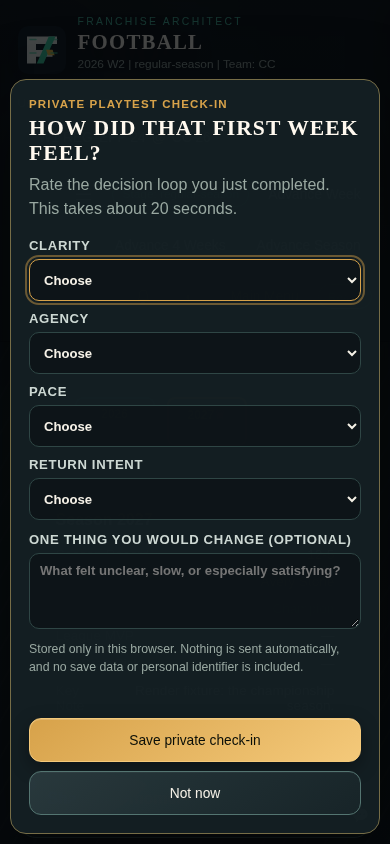 FRANCHISE ARCHITECT
FOOTBALL
2026 W2 | regular-season | Team: CC
PRIVATE PLAYTEST CHECK-IN
HOW DID THAT FIRST WEEK
FEEL?
Rate the decision loop you just completed.
This takes about 20 seconds.
CLARITY
Choose
AGENCY
Choose
PACE
Choose
RETURN INTENT
Choose
ONE THING YOU WOULD CHANGE (OPTIONAL)
What felt unclear, slow, or especially satisfying?
Stored only in this browser. Nothing is sent automatically,
and no save data or personal identifier is included.
Save private check-in
Not now